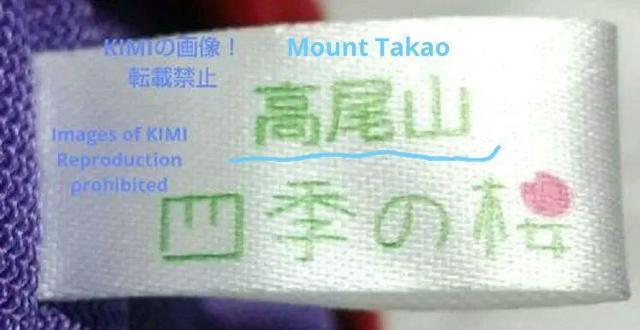 KIMIの画像！
転載禁止
Mount Takao
Images of KIMI
Reproduction
prohibited
高尾山
四季の桜